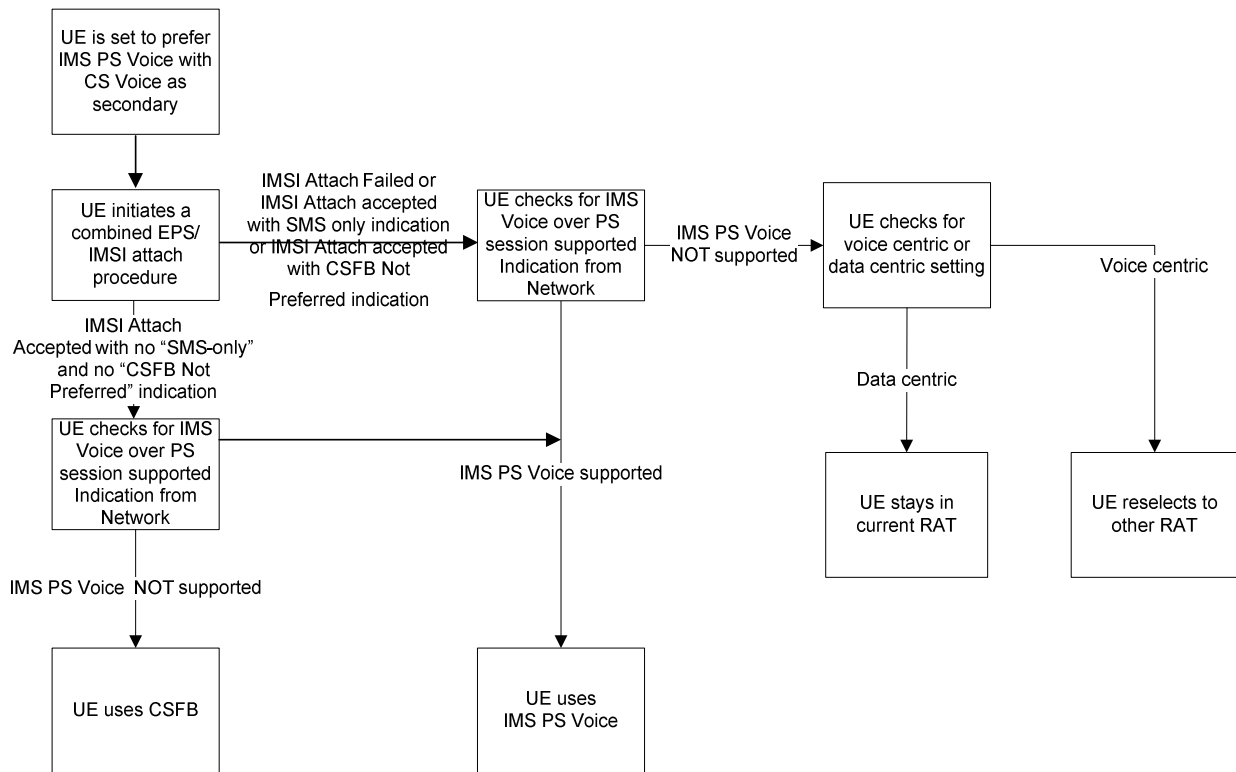 UE is set to prefer
IMS PS Voice with
CS Voice as
secondary
UE initiates a
combined EPS/
IMSI attach
procedure
IMSI Attach Failed or
IMSI Attach accepted
with SMS only indication
or IMSI Attach accepted
with CSFB Not
Preferred indication
UE checks for IMS
Voice over PS
session supported
Indication from
Network
IMS PS Voice
NOT supported
UE checks for
voice centric or
data centric setting
Voice centric
IMSI Attach
Accepted with no “SMS-only”
and no “CSFB Not
Preferred” indication
Data centric
UE checks for IMS
Voice over PS
session supported
Indication from
Network
IMS PS Voice supported
UE stays in
current RAT
UE reselects to
other RAT
IMS PS Voice NOT supported
UE uses CSFB
UE uses
IMS PS Voice